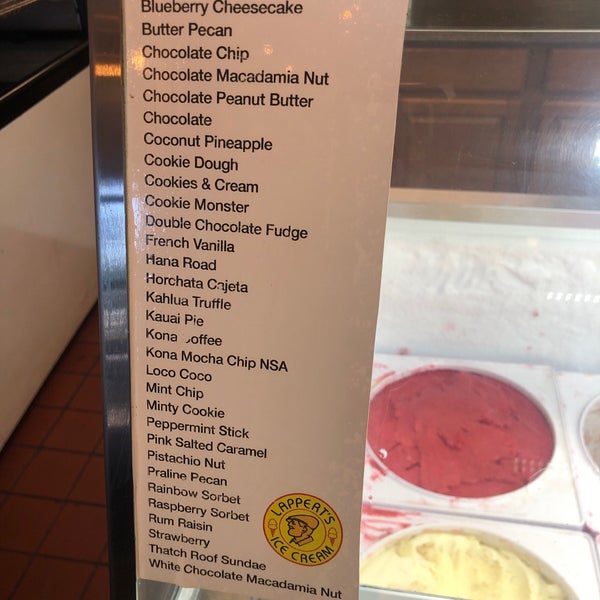 Blueberry Cheesecake
Butter Pecan
Chocolate Chip
Chocolate Macadamia Nut
Chocolate Peanut Butter
Chocolate
Coconut Pineapple
Cookie Dough
Cookies & Cream
Cookie Monster
Double Chocolate Fudge
French Vanilla
Hana Road
Horchata Cajeta
Kahlua Truffle
Kauai Pie
Kona offee
Kona Mocha Chip NSA
Loco Coco
Mint Chip
Minty Cookie
Peppermint Stick
Pink Salted Caramel
Pistachio Nut
Praline Pecan
Rainbow Sorbet
Raspberry Sorbet
Rum Raisin
Strawberry
Thatch Roof Sundae
White Chocolate Macadamia Nut
LAPPERT'S
ICE CREAM